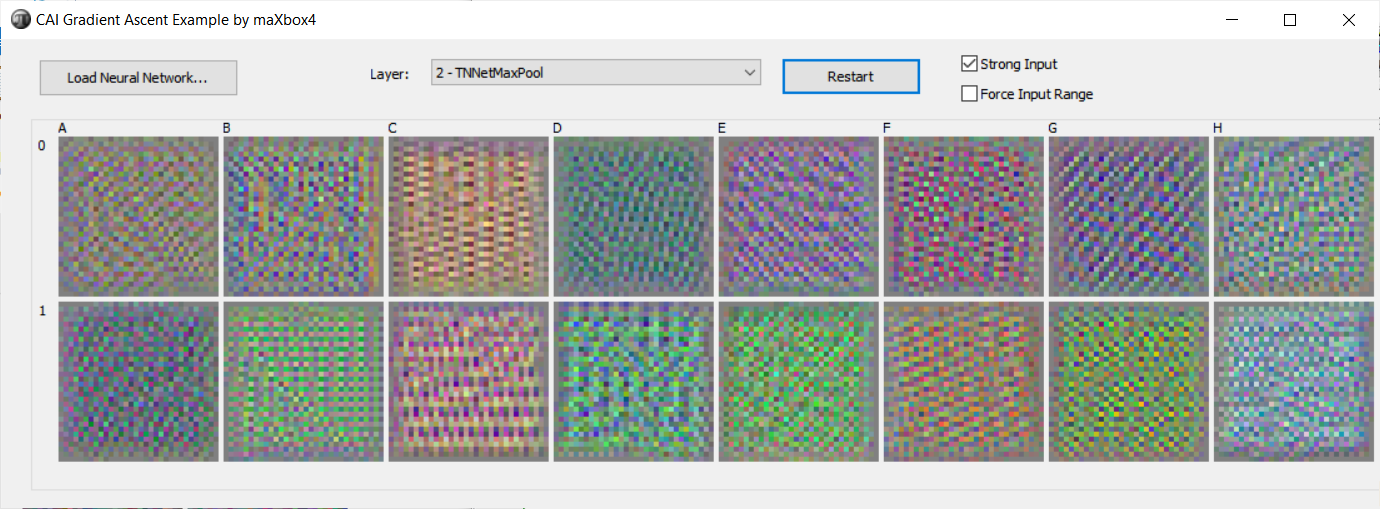 CAI Gradient Ascent Example by maXbox4
Load Neural Network...
Layer:
2 - TNNetMaxPool
Restart
Strong Input
Force Input Range
A B C D E F G H
0
1